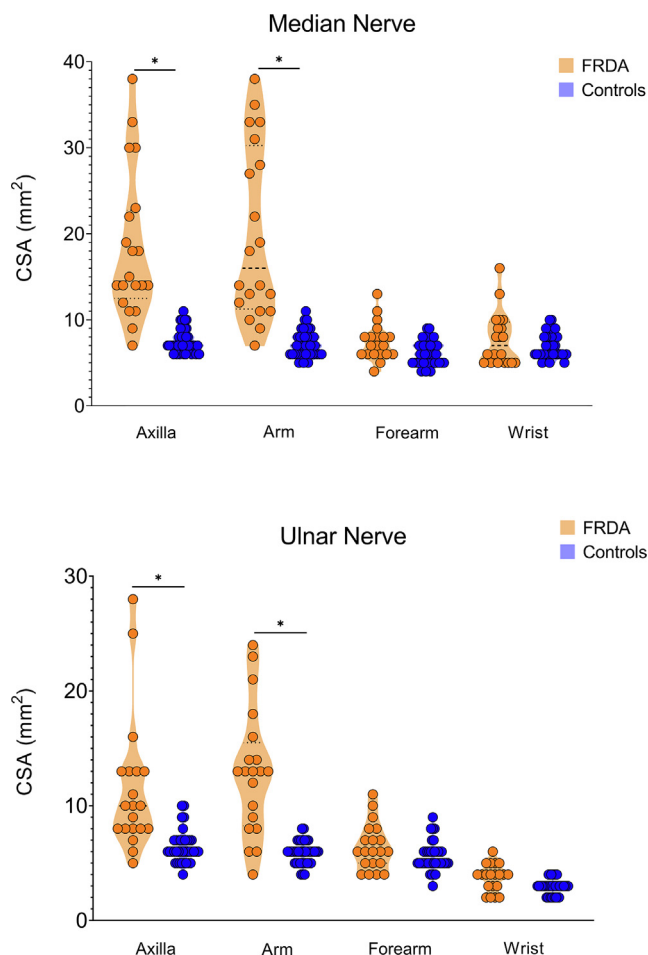 Median Nerve
FRDA
Controls
CSA (mm²)
40
30
20
10
0
*
*
Axilla
Arm
Forearm
Wrist
Ulnar Nerve
FRDA
Controls
CSA (mm²)
30
20
10
0
*
*
Axilla
Arm
Forearm
Wrist